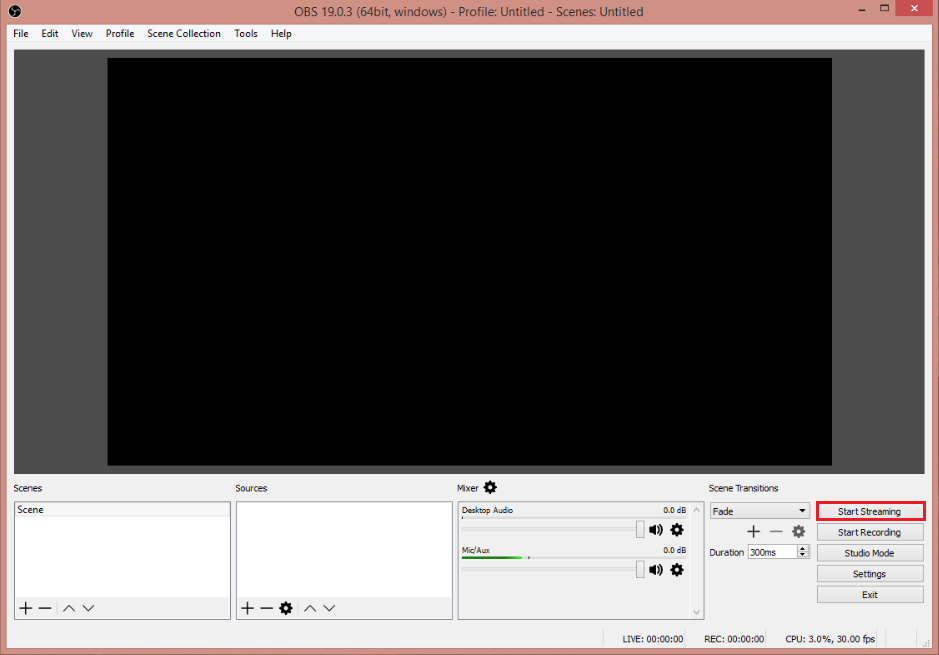 OBS 19.0.3 (64bit, windows) - Profile: Untitled - Scenes: Untitled
File Edit View Profile Scene Collection Tools Help
Scenes
Scene
Sources
Mixer
Desktop Audio 0.0 dB
Mic/Aux 0.0 dB
Scene Transitions
Fade
Duration 300ms
Start Streaming
Start Recording
Studio Mode
Settings
Exit
LIVE: 00:00:00 REC: 00:00:00 CPU: 3.0%, 30.00 fps